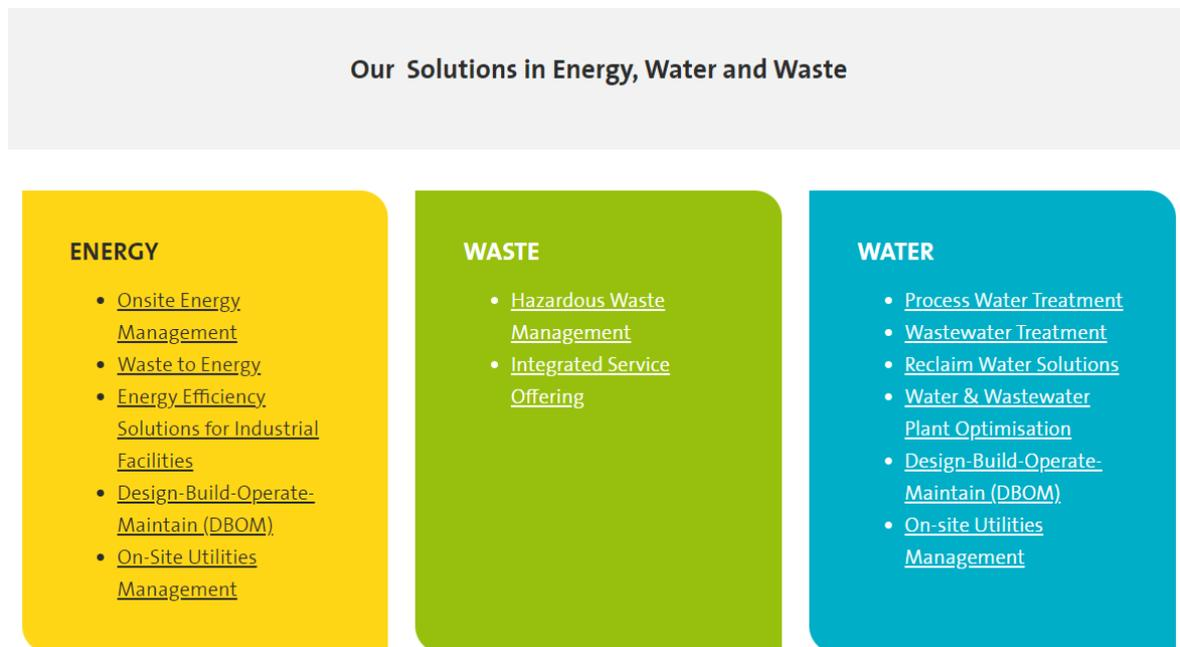 Our  Solutions in Energy, Water and Waste
ENERGY
Onsite Energy
Management
Waste to Energy
Energy Efficiency
Solutions for Industrial
Facilities
Design-Build-Operate-
Maintain (DBOM)
On-Site Utilities
Management
WASTE
Hazardous Waste
Management
Integrated Service
Offering
WATER
Process Water Treatment
Wastewater Treatment
Reclaim Water Solutions
Water & Wastewater
Plant Optimisation
Design-Build-Operate-
Maintain (DBOM)
On-site Utilities
Management